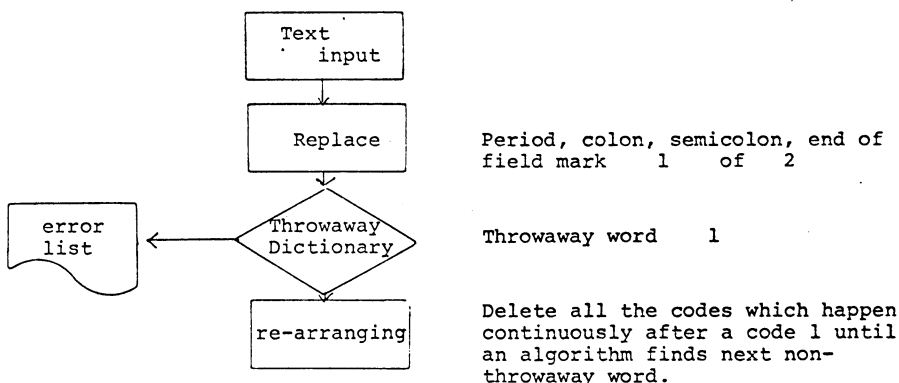 Text
input
Replace
Period, colon, semicolon, end of
field mark 1 of 2
error
list
Throwaway
Dictionary
Throwaway word 1
re-arranging
Delete all the codes which happen
continuously after a code 1 until
an algorithm finds next non-
throwaway word.